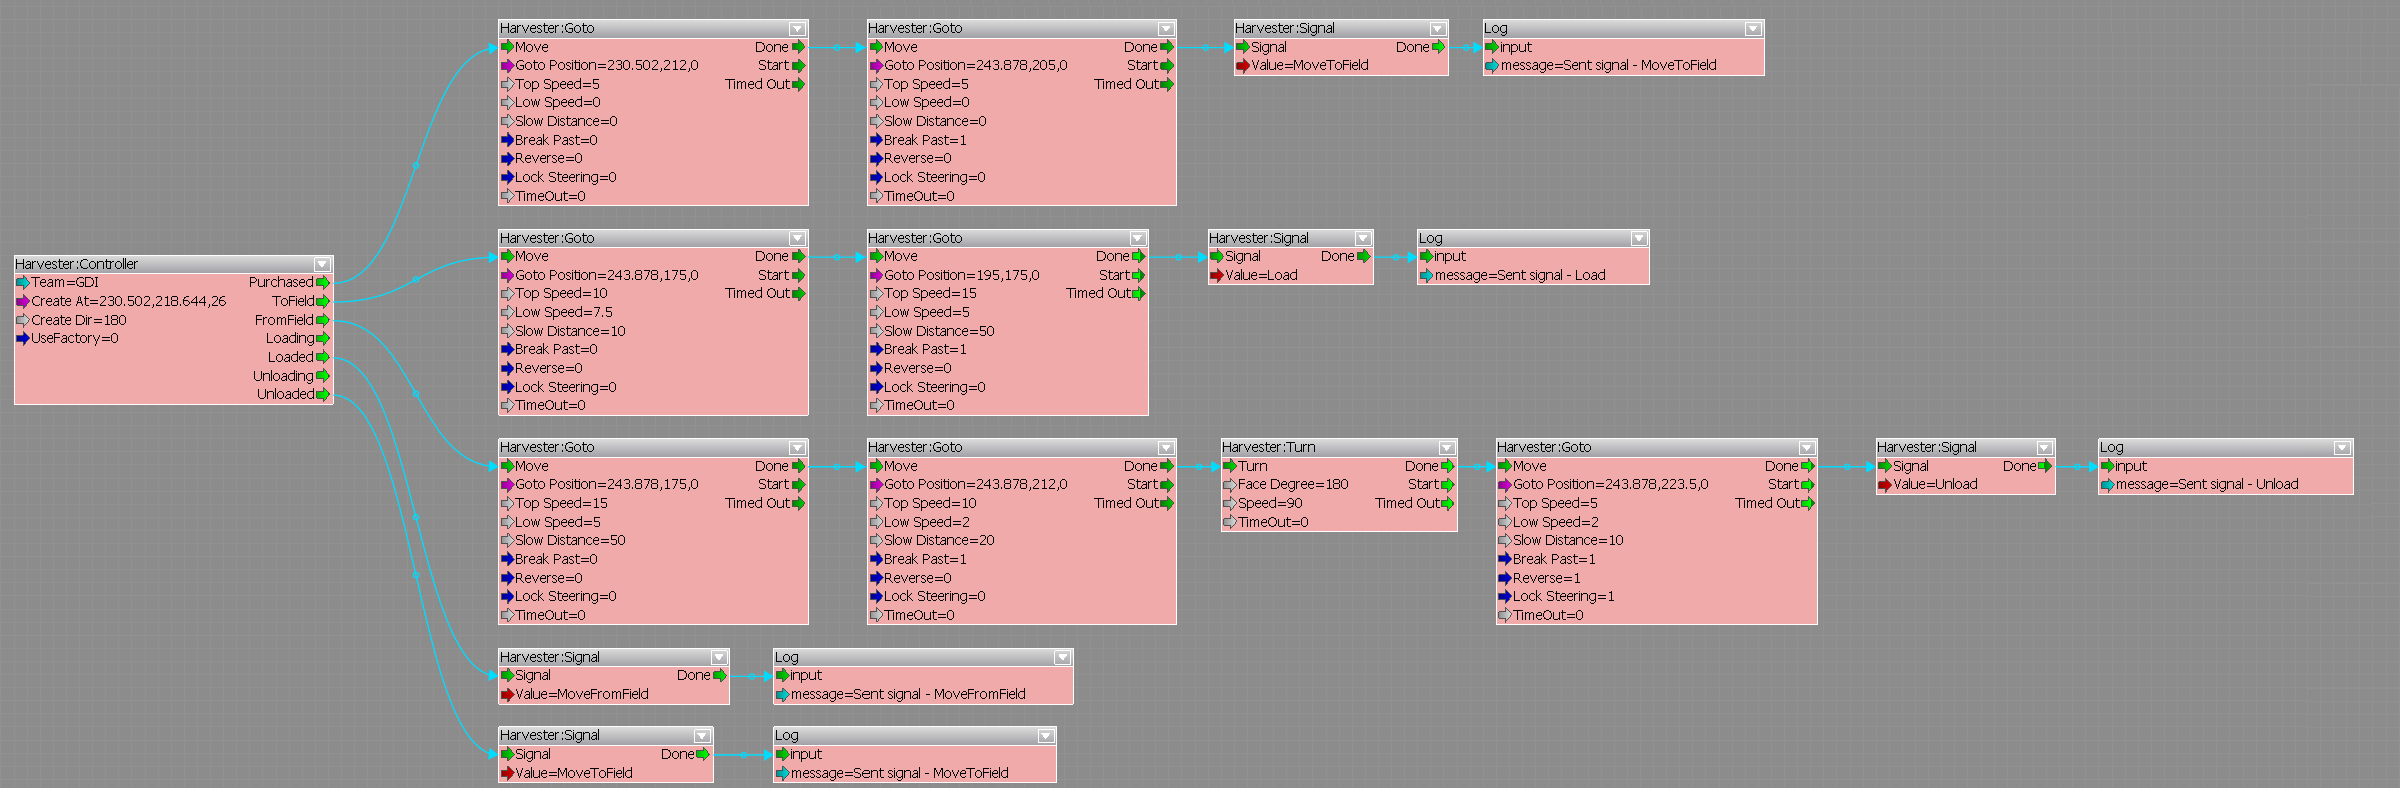 Harvester:Controller
Team=GDI Purchased
Create At=230.502,218.644,26 ToField
Create Dir=180 FromField
UseFactory=0 Loading
Loaded
Unloading
Unloaded
Harvester:Goto
Move Done
Goto Position=230.502,212,0 Start
Top Speed=5 Timed Out
Low Speed=0
Slow Distance=0
Break Past=0
Reverse=0
Lock Steering=0
TimeOut=0
Harvester:Goto
Move Done
Goto Position=243.878,205,0 Start
Top Speed=5 Timed Out
Low Speed=0
Slow Distance=0
Break Past=1
Reverse=0
Lock Steering=0
TimeOut=0
Harvester:Signal
Signal Done
Value=MoveToField
Log
input
message=Sent signal - MoveToField
Harvester:Goto
Move Done
Goto Position=243.878,175,0 Start
Top Speed=10 Timed Out
Low Speed=7.5
Slow Distance=10
Break Past=0
Reverse=0
Lock Steering=0
TimeOut=0
Harvester:Goto
Move Done
Goto Position=195,175,0 Start
Top Speed=15 Timed Out
Low Speed=5
Slow Distance=50
Break Past=1
Reverse=0
Lock Steering=0
TimeOut=0
Harvester:Signal
Signal Done
Value=Load
Log
input
message=Sent signal - Load
Harvester:Goto
Move Done
Goto Position=243.878,175,0 Start
Top Speed=15 Timed Out
Low Speed=5
Slow Distance=50
Break Past=0
Reverse=0
Lock Steering=0
TimeOut=0
Harvester:Goto
Move Done
Goto Position=243.878,212,0 Start
Top Speed=10 Timed Out
Low Speed=2
Slow Distance=20
Break Past=1
Reverse=0
Lock Steering=0
TimeOut=0
Harvester:Turn
Turn Done
Face Degree=180 Start
Speed=90 Timed Out
TimeOut=0
Harvester:Goto
Move Done
Goto Position=243.878,223.5,0 Start
Top Speed=5 Timed Out
Low Speed=2
Slow Distance=10
Break Past=1
Reverse=1
Lock Steering=1
TimeOut=0
Harvester:Signal
Signal Done
Value=Unload
Log
input
message=Sent signal - Unload
Harvester:Signal
Signal Done
Value=MoveFromField
Log
input
message=Sent signal - MoveFromField
Harvester:Signal
Signal Done
Value=MoveToField
Log
input
message=Sent signal - MoveToField